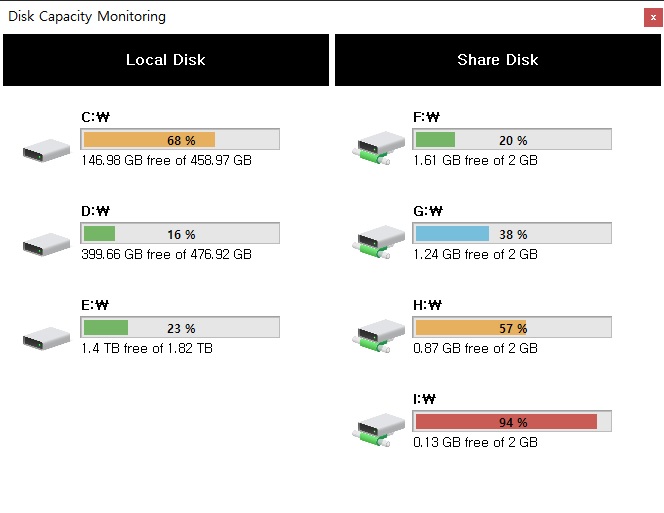 Disk Capacity Monitoring
x
Local Disk
C:₩
68 %
146.98 GB free of 458.97 GB
D:₩
16 %
399.66 GB free of 476.92 GB
E:₩
23 %
1.4 TB free of 1.82 TB
Share Disk
F:₩
20 %
1.61 GB free of 2 GB
G:₩
38 %
1.24 GB free of 2 GB
H:₩
57 %
0.87 GB free of 2 GB
I:₩
94 %
0.13 GB free of 2 GB